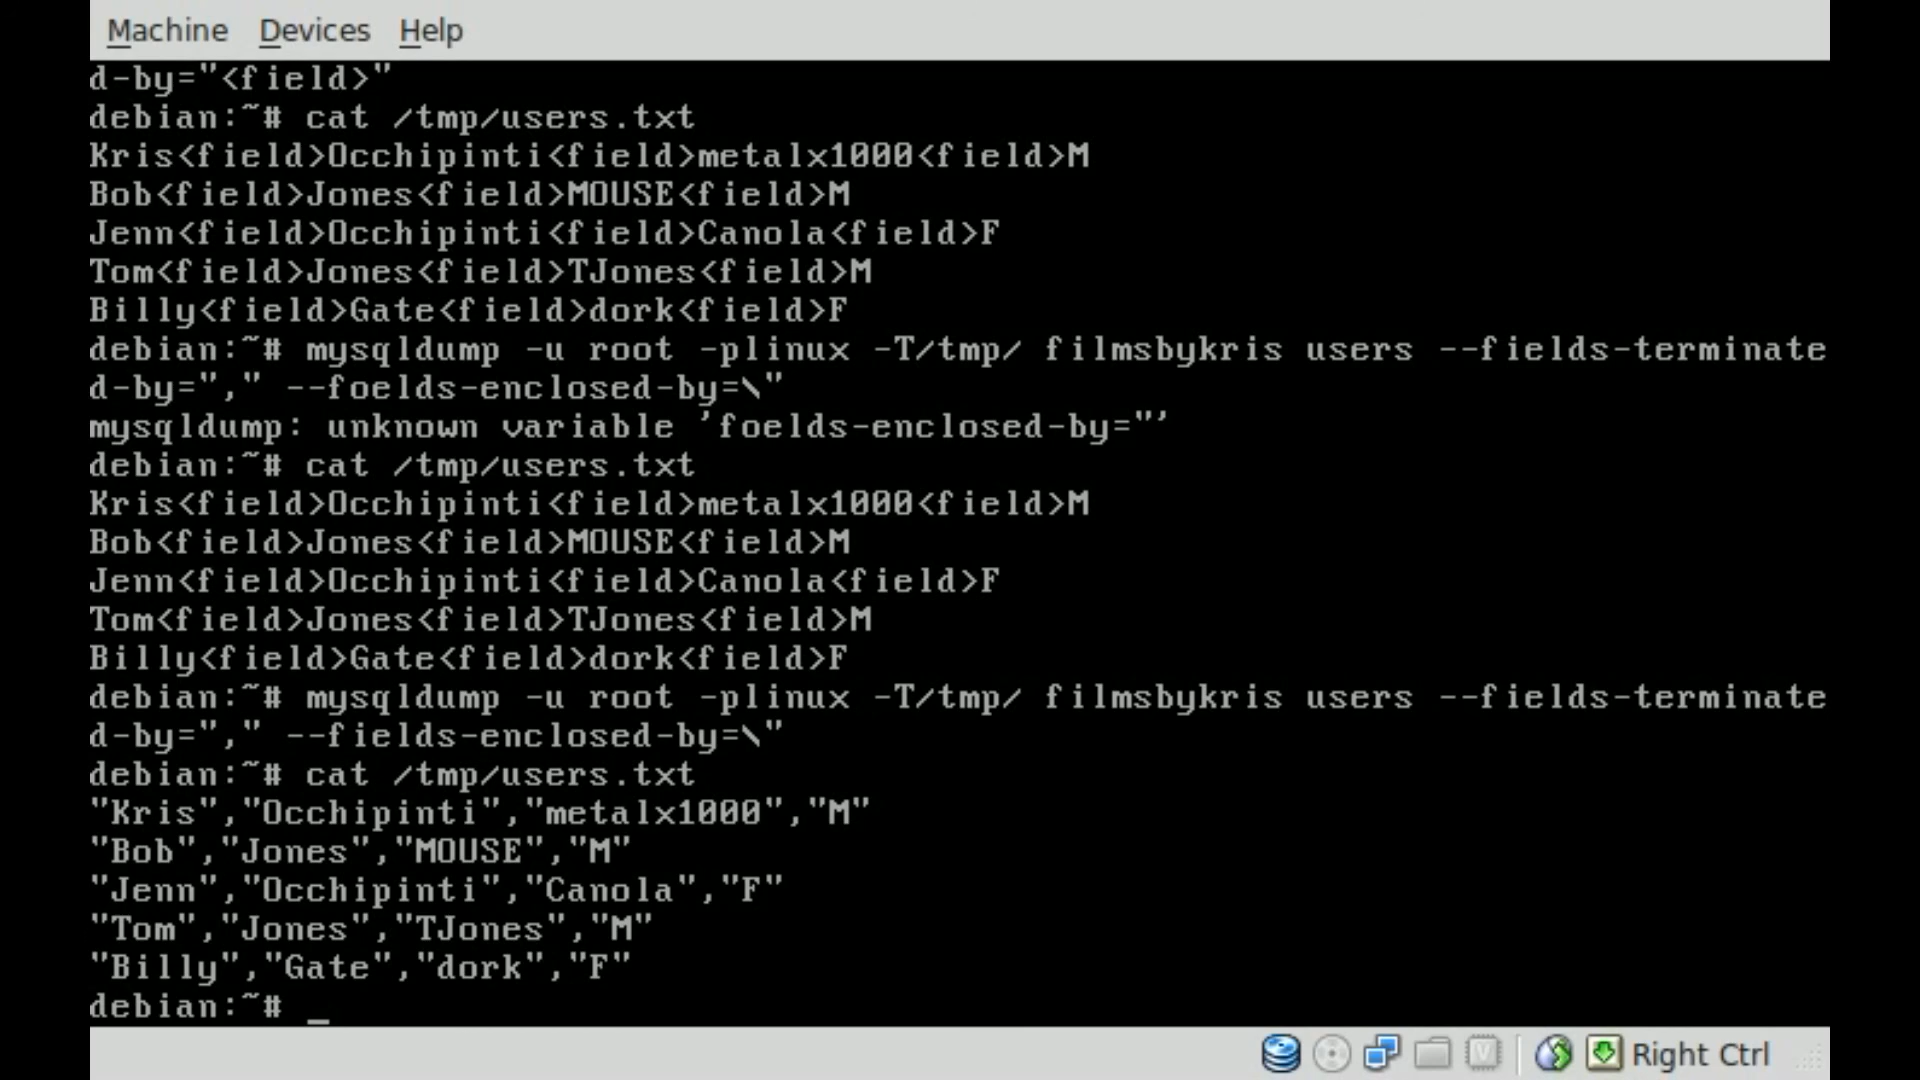 Machine Devices Help
d-by="<field>"
debian:~# cat /tmp/users.txt
Kris<field>Occhipinti<field>metalx1000<field>M
Bob<field>Jones<field>MOUSE<field>M
Jenn<field>Occhipinti<field>Canola<field>F
Tom<field>Jones<field>TJones<field>M
Billy<field>Gate<field>dork<field>F
debian:~# mysqldump -u root -plinux -T/tmp/ filmsbykris users --fields-terminate
d-by="," --foelds-enclosed-by=\"
mysqldump: unknown variable 'foelds-enclosed-by="'
debian:~# cat /tmp/users.txt
Kris<field>Occhipinti<field>metalx1000<field>M
Bob<field>Jones<field>MOUSE<field>M
Jenn<field>Occhipinti<field>Canola<field>F
Tom<field>Jones<field>TJones<field>M
Billy<field>Gate<field>dork<field>F
debian:~# mysqldump -u root -plinux -T/tmp/ filmsbykris users --fields-terminate
d-by="," --fields-enclosed-by=\"
debian:~# cat /tmp/users.txt
"Kris","Occhipinti","metalx1000","M"
"Bob","Jones","MOUSE","M"
"Jenn","Occhipinti","Canola","F"
"Tom","Jones","TJones","M"
"Billy","Gate","dork","F"
debian:~# _
Right Ctrl